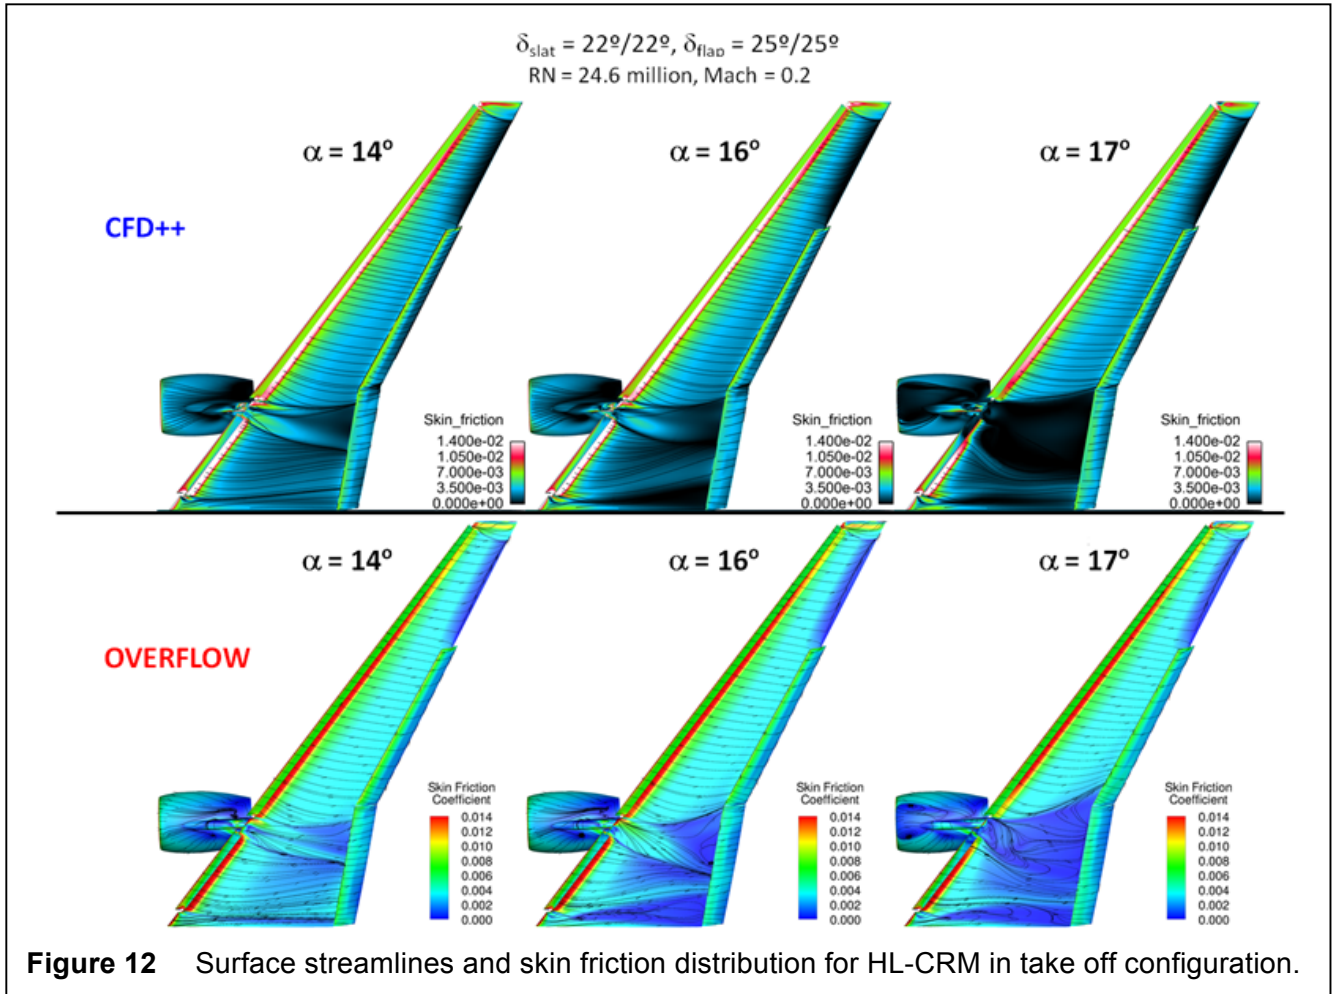 δslat = 22º/22º, δflap = 25º/25º
RN = 24.6 million, Mach = 0.2
α = 14º
α = 16º
α = 17º
CFD++
Skin_friction
1.400e-02
1.050e-02
7.000e-03
3.500e-03
0.000e+00
Skin_friction
1.400e-02
1.050e-02
7.000e-03
3.500e-03
0.000e+00
Skin_friction
1.400e-02
1.050e-02
7.000e-03
3.500e-03
0.000e+00
α = 14º
α = 16º
α = 17º
OVERFLOW
Skin Friction
Coefficient
0.014
0.012
0.010
0.008
0.006
0.004
0.002
0.000
Skin Friction
Coefficient
0.014
0.012
0.010
0.008
0.006
0.004
0.002
0.000
Skin Friction
Coefficient
0.014
0.012
0.010
0.008
0.006
0.004
0.002
0.000
Figure 12 Surface streamlines and skin friction distribution for HL-CRM in take off configuration.